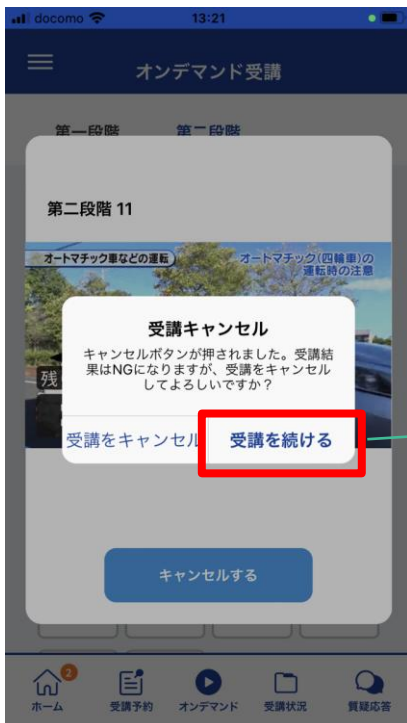 docomo 13:21
オンデマンド受講
第一段階 第二段階
第二段階 11
オートマチック車などの運転 オートマチック(四輪車)の
運転時の注意
残
受講キャンセル
キャンセルボタンが押されました。受講結
果はNGになりますが、受講をキャンセル
してよろしいですか？
受講をキャンセル 受講を続ける
キャンセルする
2
ホーム 受講予約 オンデマンド 受講状況 質疑応答